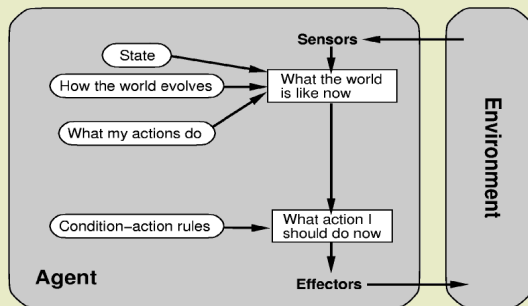 Sensors
State
How the world evolves
What my actions do
What the world
is like now
Condition−action rules
What action I
should do now
Agent
Effectors
Environment